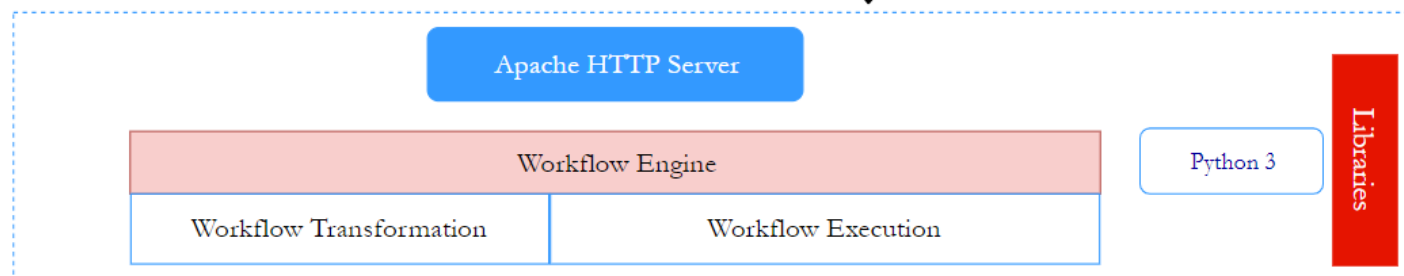 Apache HTTP Server
Workflow Engine
Python 3
Libraries
Workflow Transformation
Workflow Execution